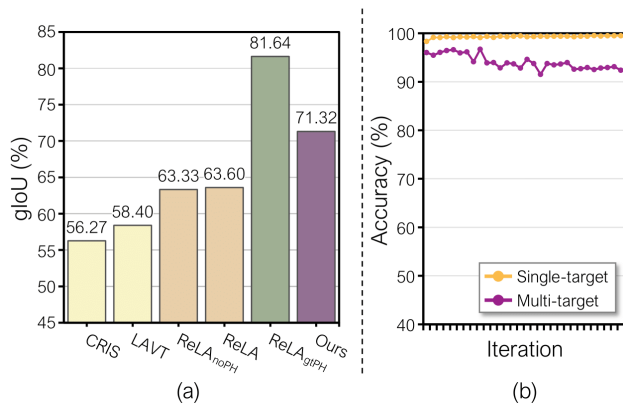 gIoU (%)
85
80
75
70
65
60
55
50
45
56.27
58.40
63.33
63.60
81.64
71.32
CRIS
LAVT
ReLA_noPH
ReLA
ReLA_gtPH
Ours
(a)
Accuracy (%)
100
90
80
70
60
50
40
Single-target
Multi-target
Iteration
(b)